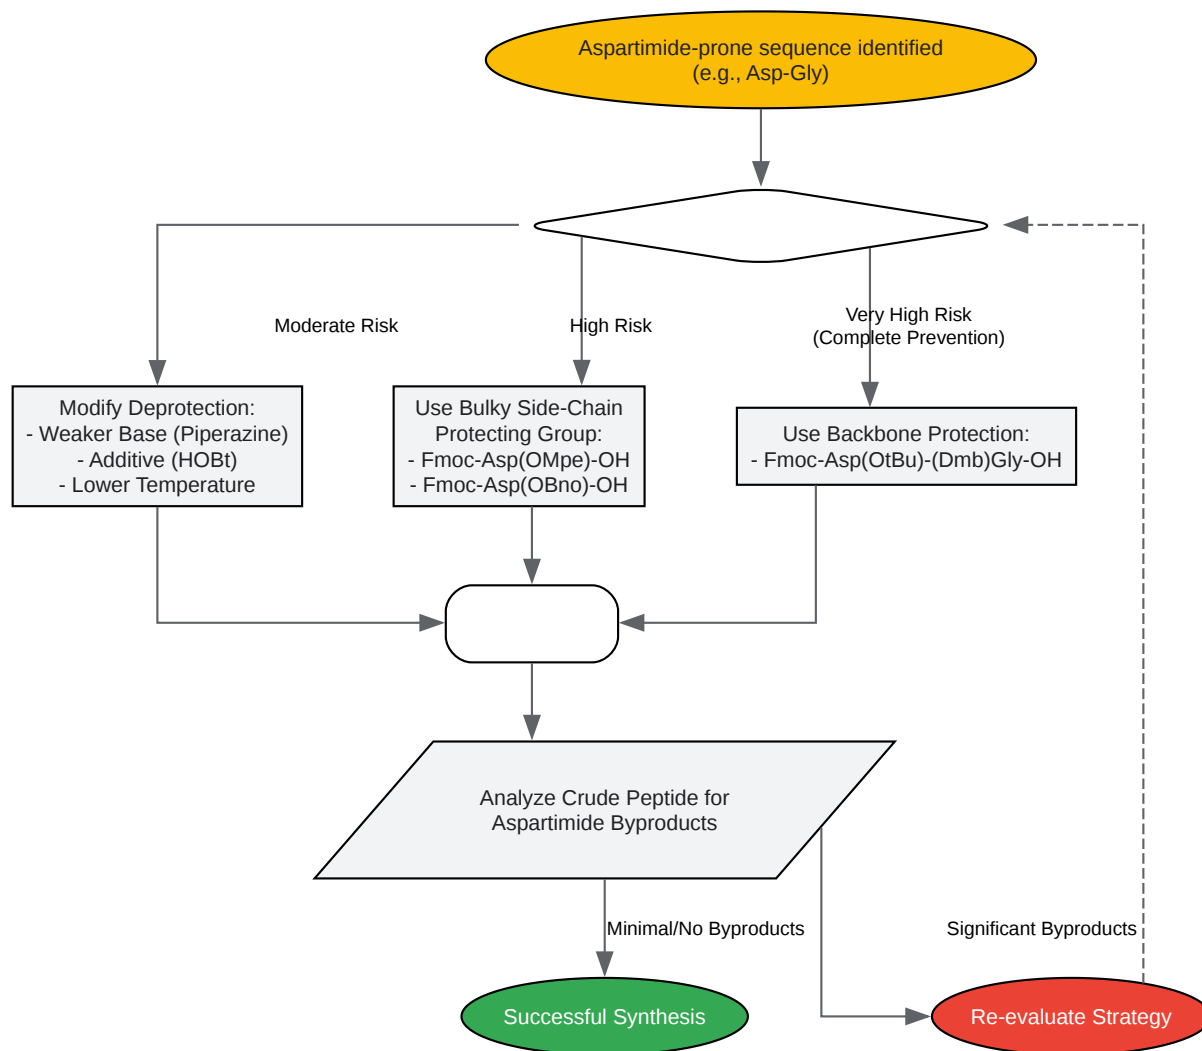 Aspartimide-prone sequence identified
(e.g., Asp-Gly)
Moderate Risk
High Risk
Very High Risk
(Complete Prevention)
Modify Deprotection:
- Weaker Base (Piperazine)
- Additive (HOBt)
- Lower Temperature
Use Bulky Side-Chain
Protecting Group:
- Fmoc-Asp(OMpe)-OH
- Fmoc-Asp(OBno)-OH
Use Backbone Protection:
- Fmoc-Asp(OtBu)-(Dmb)Gly-OH
Analyze Crude Peptide for
Aspartimide Byproducts
Minimal/No Byproducts
Significant Byproducts
Successful Synthesis
Re-evaluate Strategy